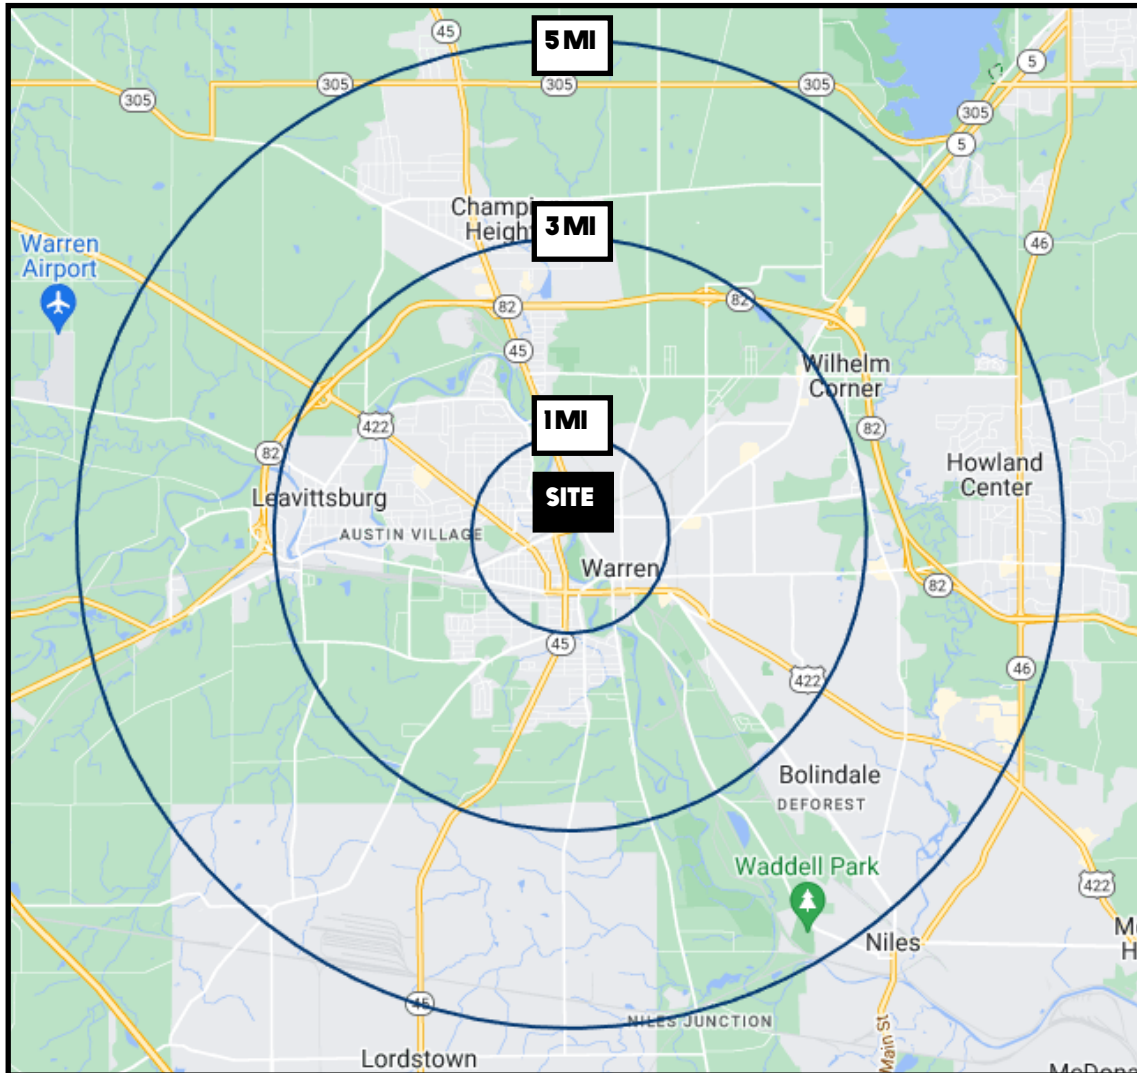 45
5 MI
5
305
305
305
305
305
5
Champi
Height
3 MI
46
Warren
Airport
82
82
45
Wilhelm
Corner
1 MI
422
82
82
Howland
Center
SITE
Leavittsburg
AUSTIN VILLAGE
Warren
82
45
46
422
Bolindale
DEFOREST
Waddell Park
422
Niles
45
NILES JUNCTION
Main St
Lordstown